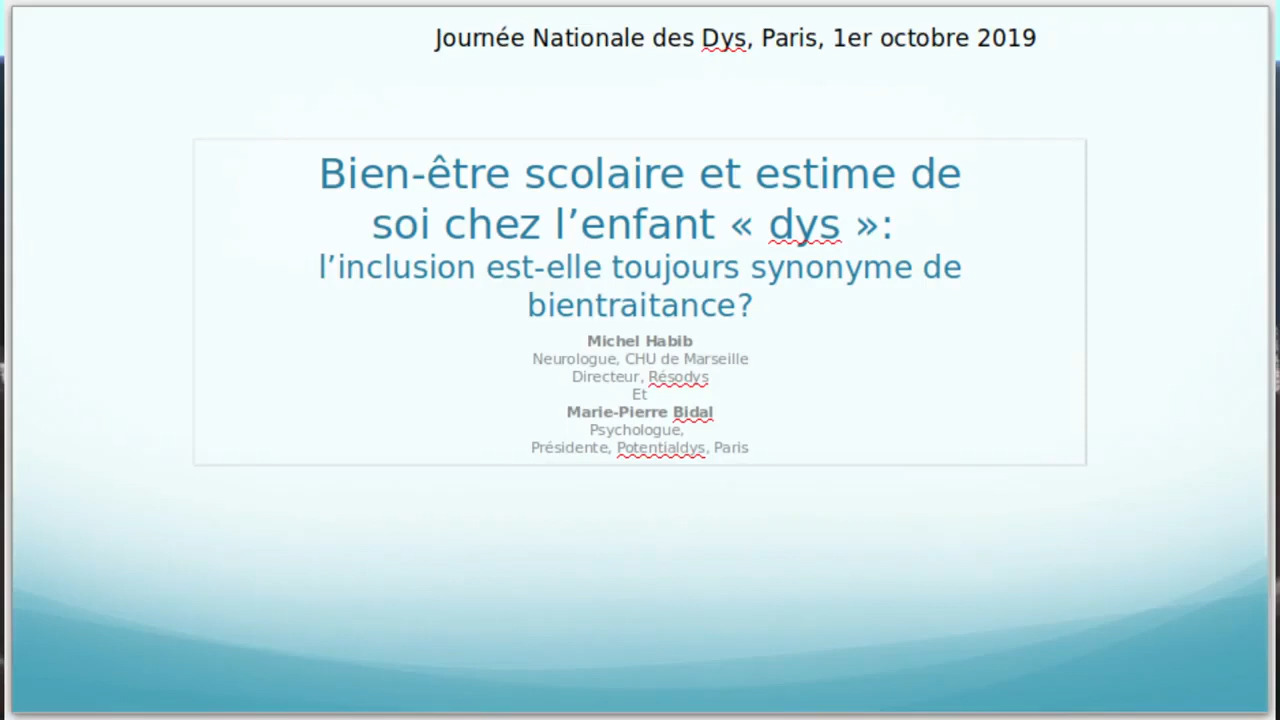 Journée Nationale des Dys, Paris, 1er octobre 2019
Bien-être scolaire et estime de
soi chez l’enfant « dys »:
l’inclusion est-elle toujours synonyme de
bientraitance?
Michel Habib
Neurologue, CHU de Marseille
Directeur, Résodys
Et
Marie-Pierre Bidal
Psychologue,
Présidente, Potentialdys, Paris